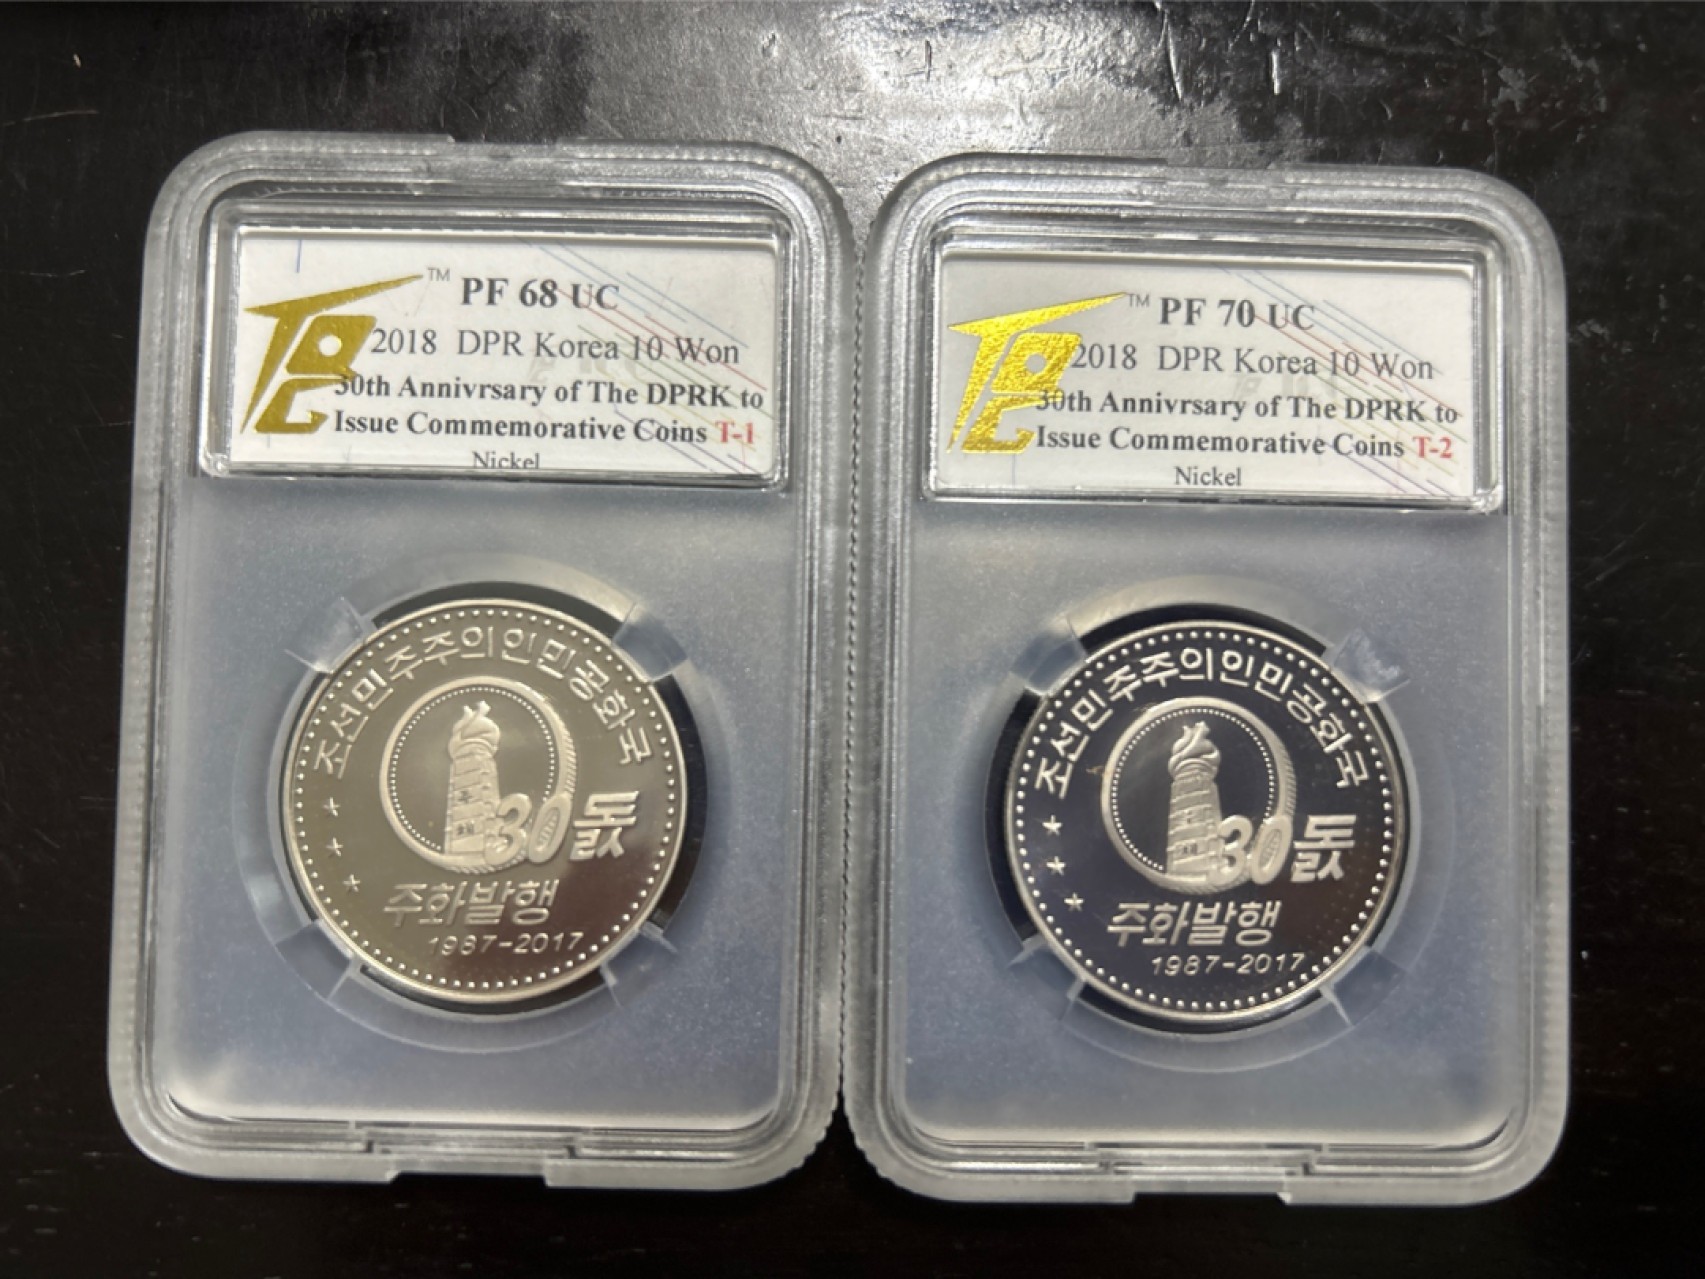 TM PF 68 UC
2018 DPR Korea 10 Won
30th Annivrsary of The DPRK to
Issue Commemorative Coins T-1
Nickel
조선민주주의인민공화국
30돐
주화발행
1987-2017
TM PF 70 UC
2018 DPR Korea 10 Won
30th Annivrsary of The DPRK to
Issue Commemorative Coins T-2
Nickel
조선민주주의인민공화국
30돐
주화발행
1987-2017